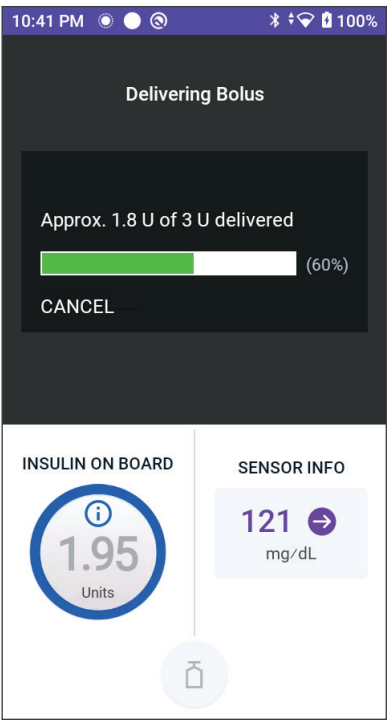 10:41 PM 100%
Delivering Bolus
Approx. 1.8 U of 3 U delivered
(60%)
CANCEL
INSULIN ON BOARD
1.95
Units
SENSOR INFO
121
mg/dL